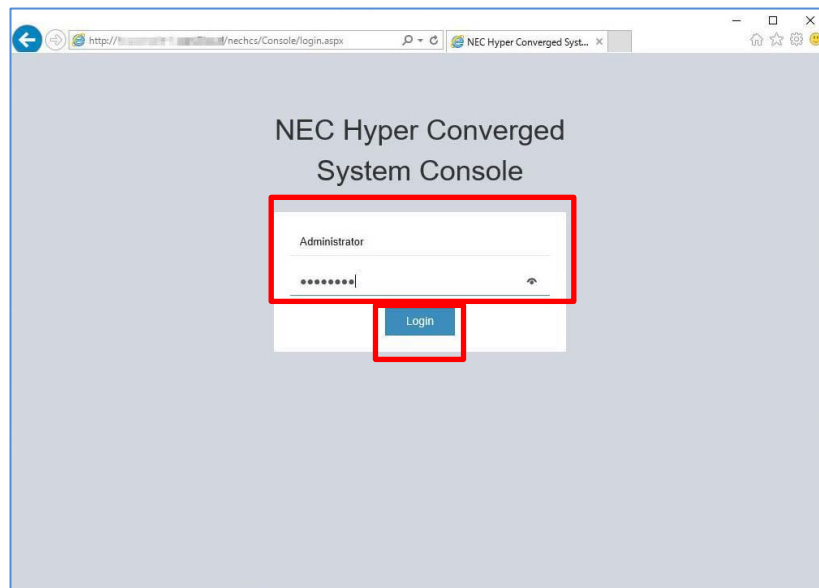 http:// /nechcs/Console/login.aspx
NEC Hyper Converged Syst...
NEC Hyper Converged
System Console
Administrator
Login